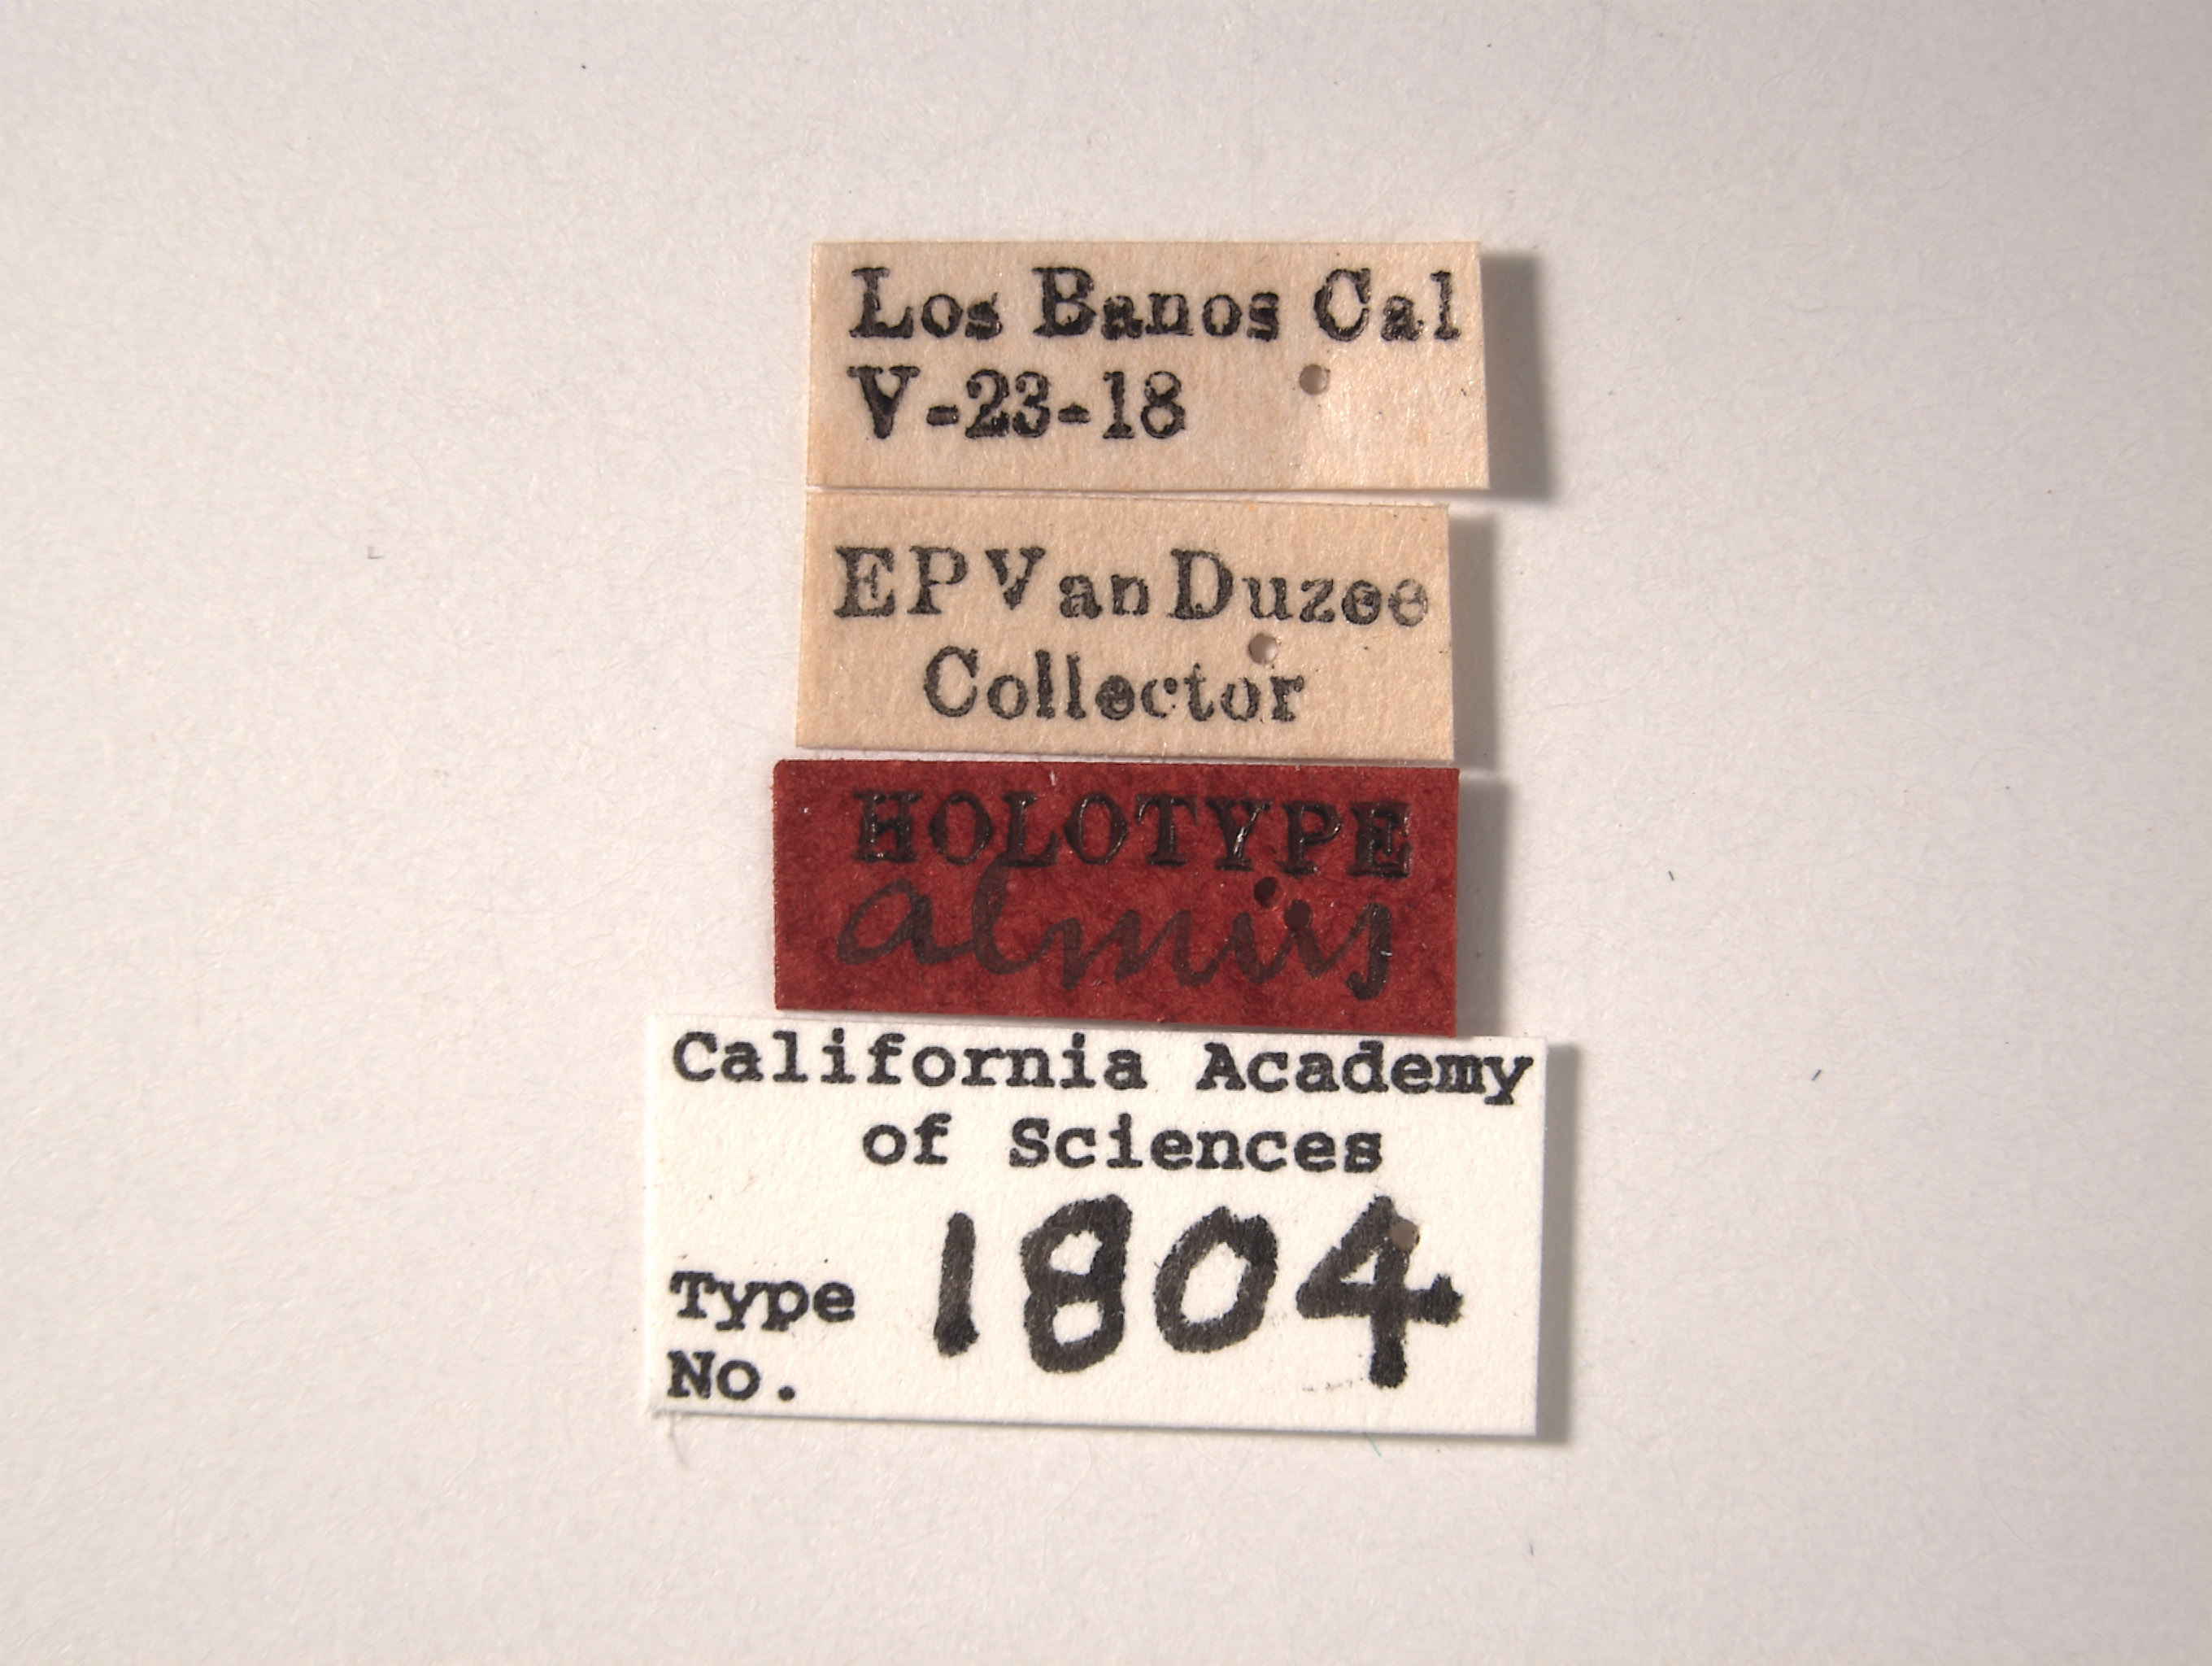 Los Banos Cal
V-23-18
EPVanDuzee
Collector
HOLOTYPE
almus
California Academy
of Sciences
Type 1804
No.